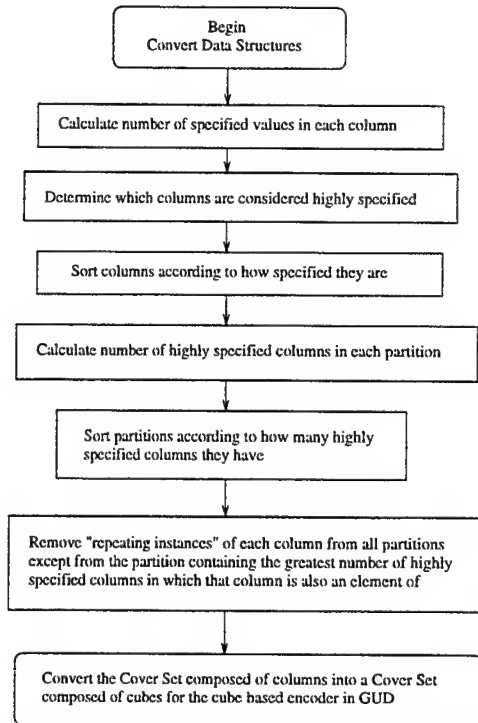 Begin
Convert Data Structures
Calculate number of specified values in each column
Determine which columns are considered highly specified
Sort columns according to how specified they are
Calculate number of highly specified columns in each partition
Sort partitions according to how many highly
specified columns they have
Remove "repeating instances" of each column from all partitions
except from the partition containing the greatest number of highly
specified columns in which that column is also an element of
Convert the Cover Set composed of columns into a Cover Set
composed of cubes for the cube based encoder in GUD